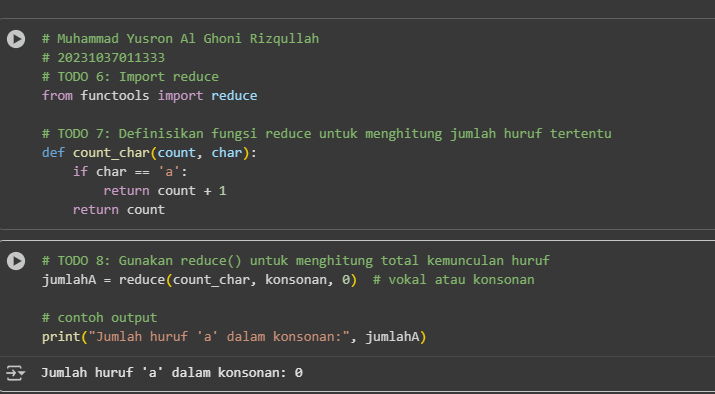 # Muhammad Yusron Al Ghoni Rizqullah
# 20231037011333
# TODO 6: Import reduce
from functools import reduce
# TODO 7: Definisikan fungsi reduce untuk menghitung jumlah huruf tertentu
def count_char(count, char):
    if char == 'a':
        return count + 1
    return count
# TODO 8: Gunakan reduce() untuk menghitung total kemunculan huruf
jumlahA = reduce(count_char, konsonan, 0)  # vokal atau konsonan
# contoh output
print("Jumlah huruf 'a' dalam konsonan:", jumlahA)
Jumlah huruf 'a' dalam konsonan: 0